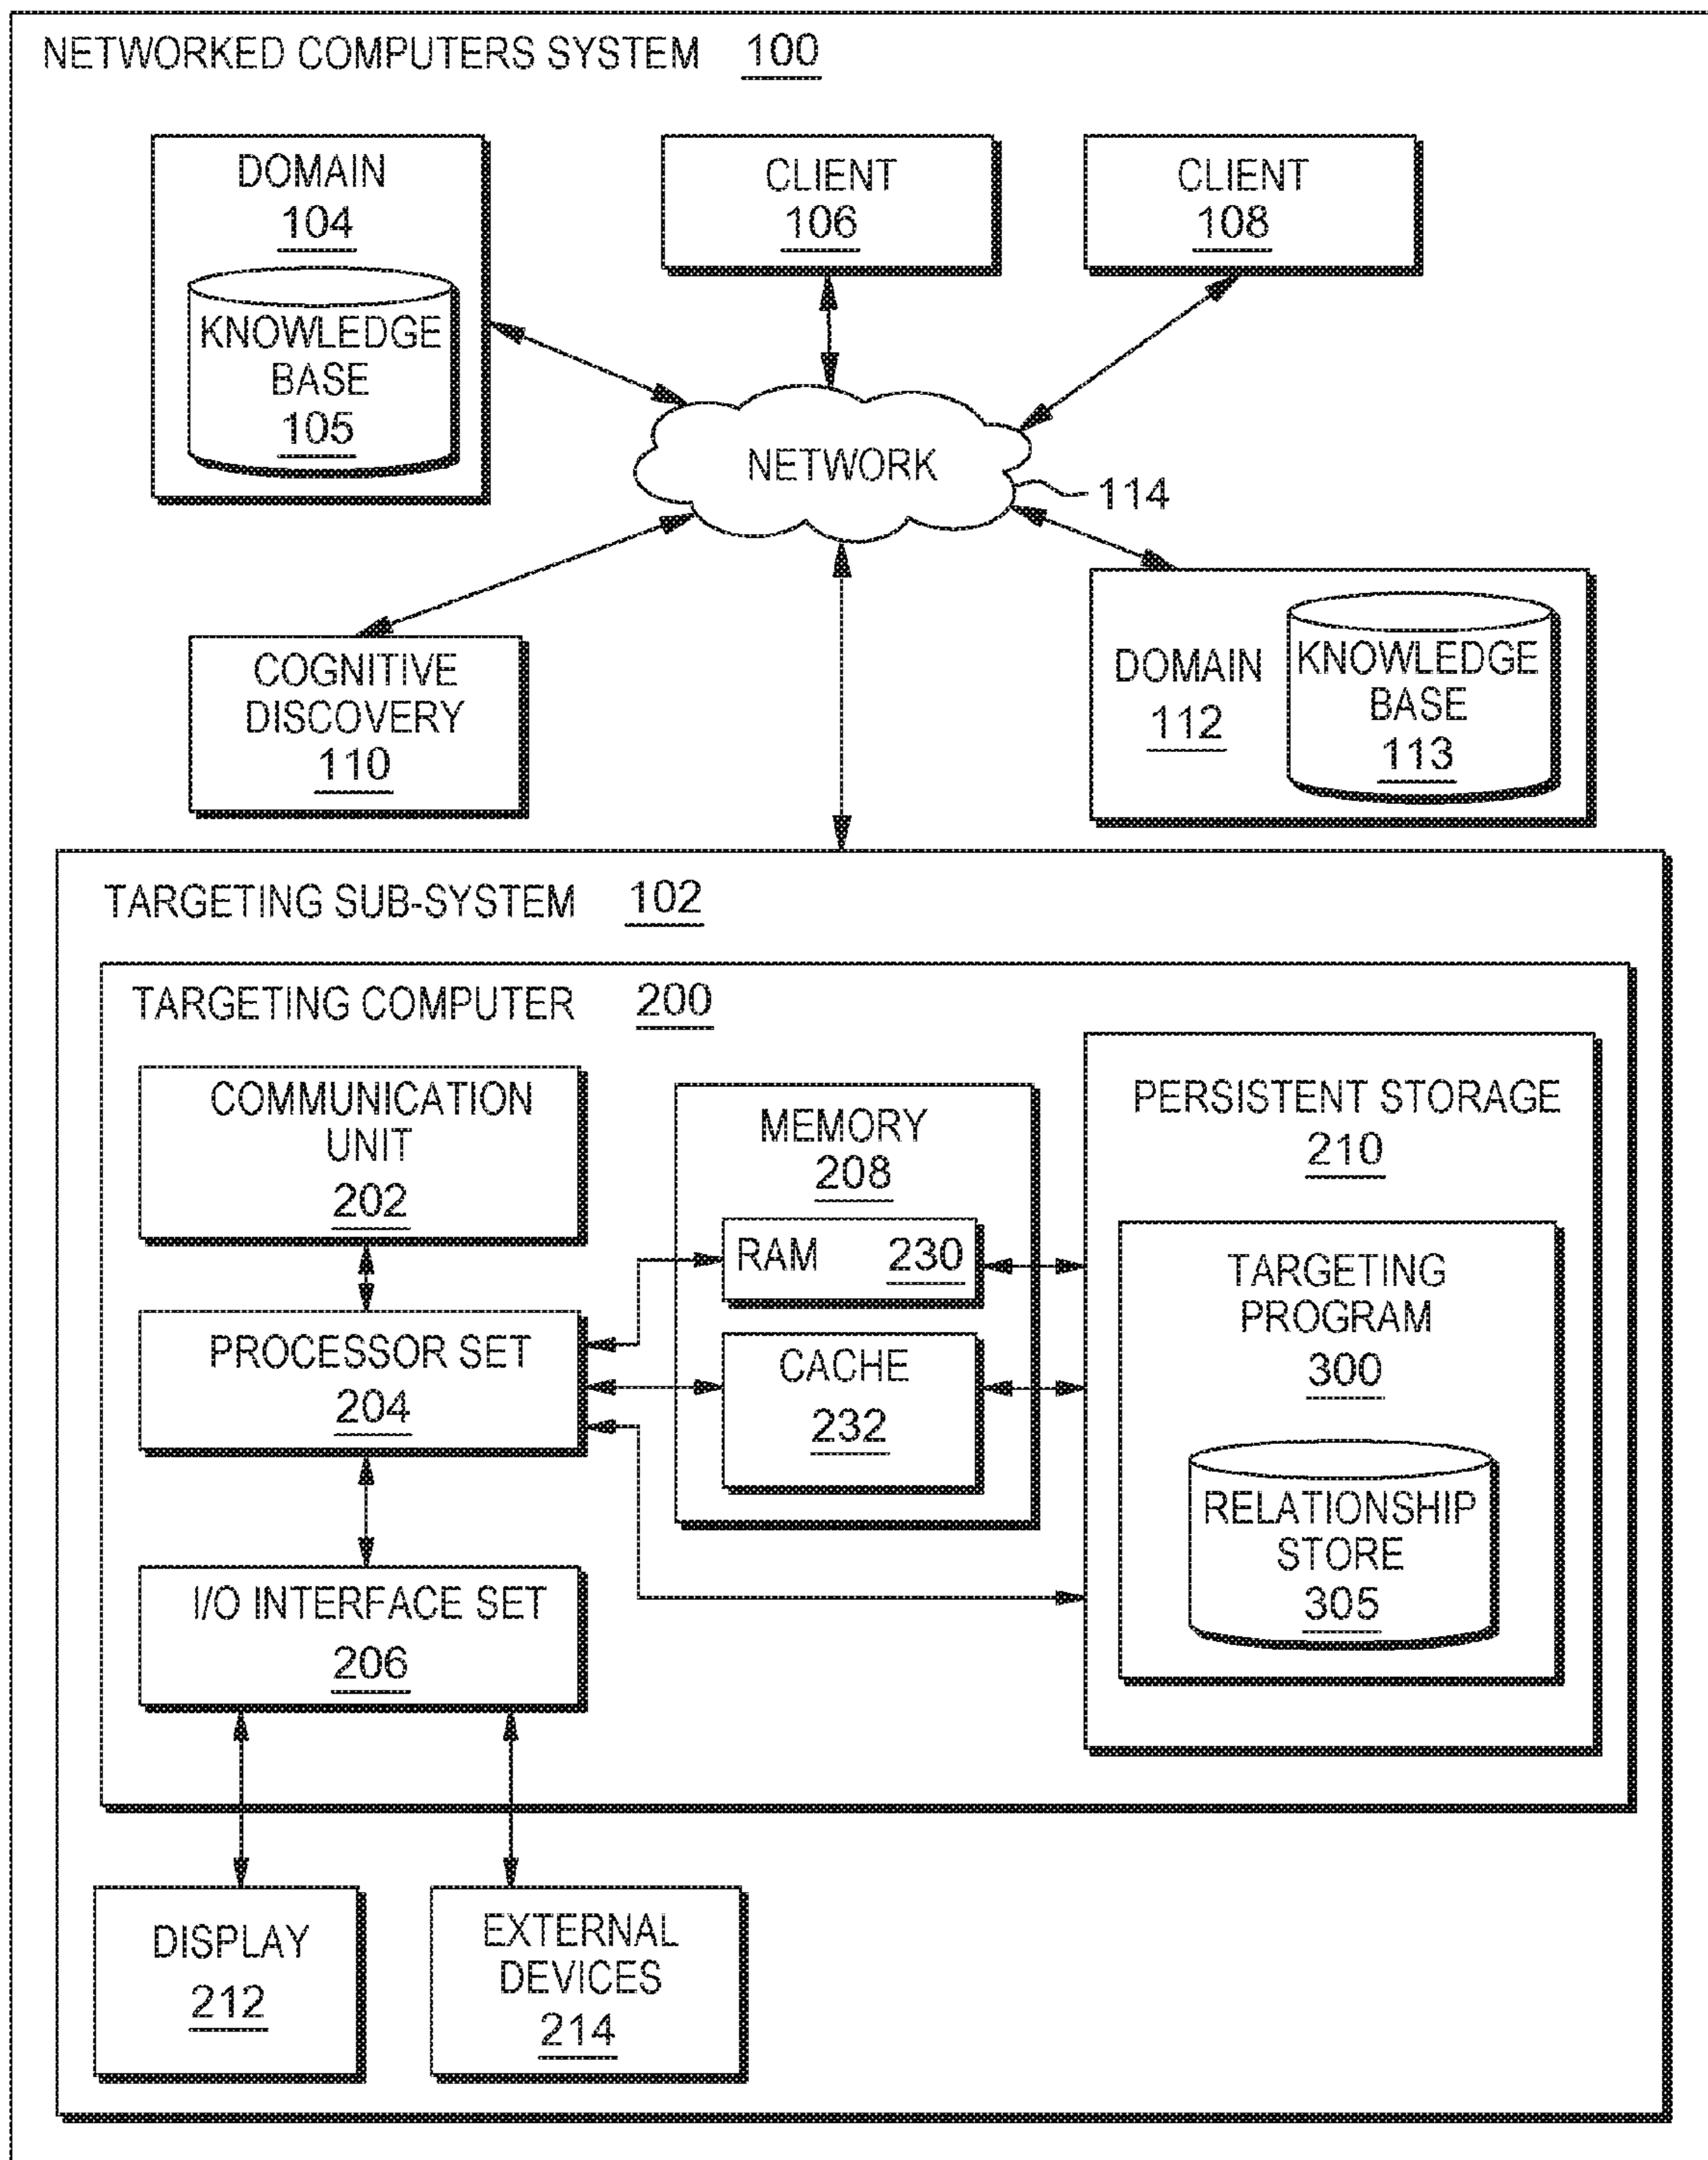 NETWORKED COMPUTERS SYSTEM 100
DOMAIN
104
KNOWLEDGE
BASE
105
CLIENT
106
CLIENT
108
NETWORK
114
COGNITIVE
DISCOVERY
110
DOMAIN
112
KNOWLEDGE
BASE
113
TARGETING SUB-SYSTEM 102
TARGETING COMPUTER 200
COMMUNICATION
UNIT
202
PROCESSOR SET
204
I/O INTERFACE SET
206
MEMORY
208
RAM 230
CACHE
232
PERSISTENT STORAGE
210
TARGETING
PROGRAM
300
RELATIONSHIP
STORE
305
DISPLAY
212
EXTERNAL
DEVICES
214